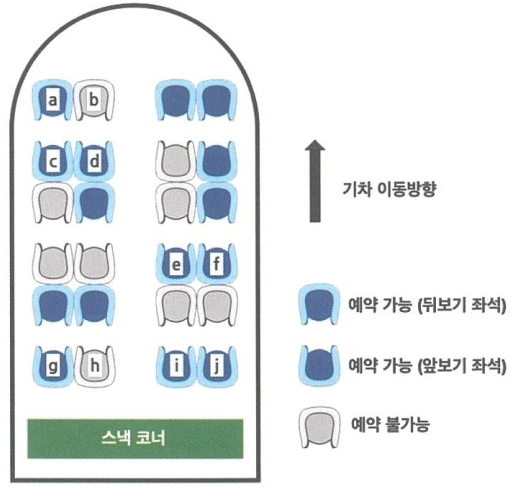 a b
c d
기차 이동방향
e f
예약 가능 (뒤보기 좌석)
g h i j
예약 가능 (앞보기 좌석)
예약 불가능
스낵 코너